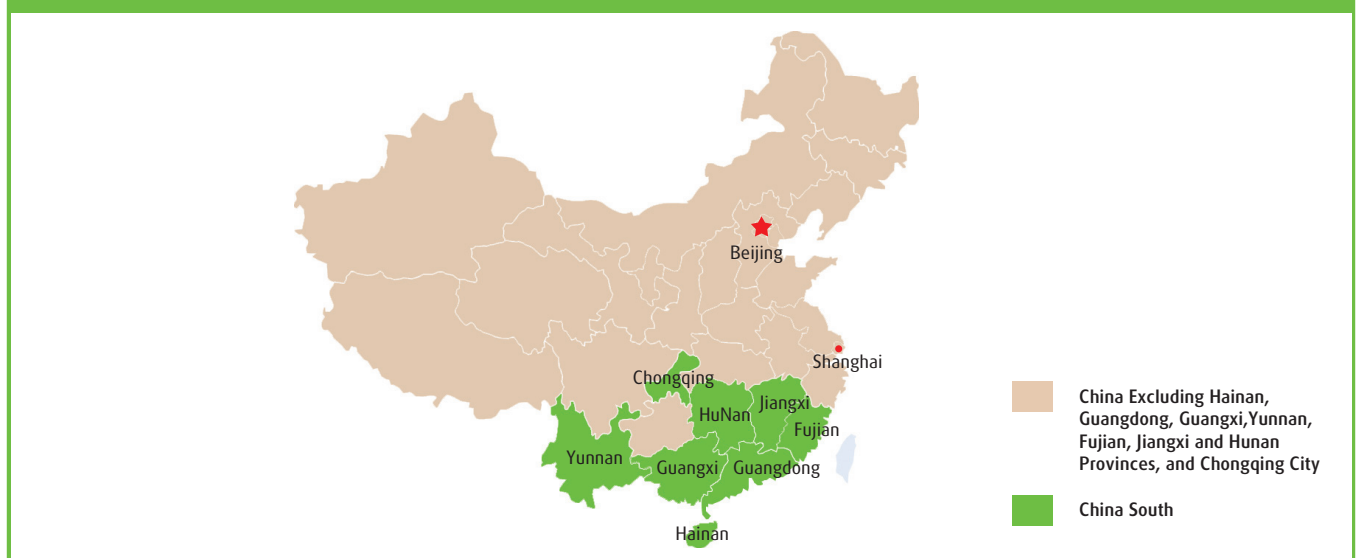 Beijing
Shanghai
Chongqing
HuNan
Jiangxi
Fujian
Yunnan
Guangxi
Guangdong
Hainan
China Excluding Hainan,
Guangdong, Guangxi,Yunnan,
Fujian, Jiangxi and Hunan
Provinces, and Chongqing City
China South